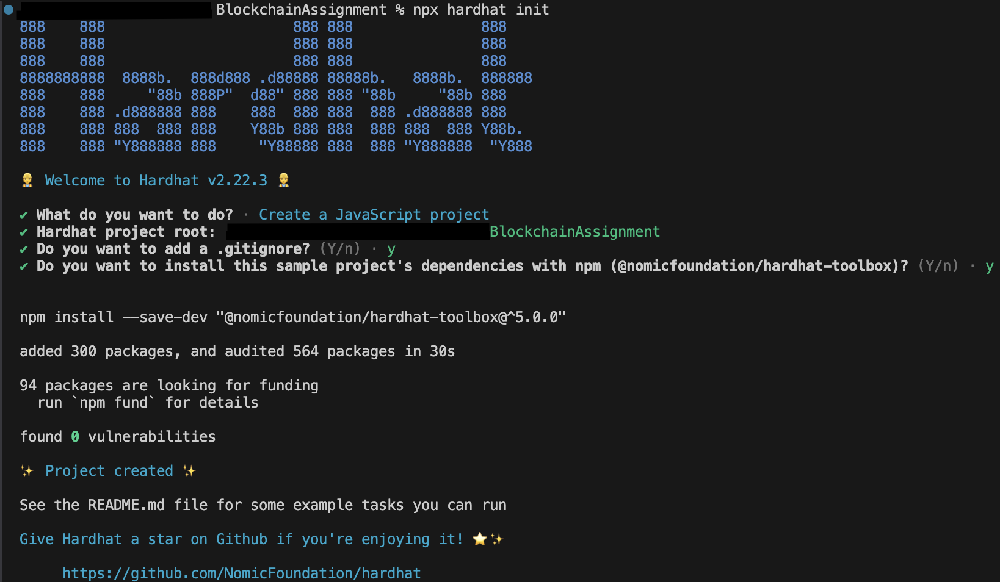 BlockchainAssignment % npx hardhat init
888    888                      888 888               888
888    888                      888 888               888
888    888                      888 888               888
8888888888  8888b.  888d888 .d88888 88888b.   8888b.  888888
888    888     "88b 888P"  d88" 888 888 "88b     "88b 888
888    888 .d888888 888    888  888 888  888 .d888888 888
888    888 888  888 888    Y88b 888 888  888 888  888 Y88b.
888    888 "Y888888 888     "Y88888 888  888 "Y888888  "Y888
👷 Welcome to Hardhat v2.22.3 👷
✔ What do you want to do? · Create a JavaScript project
✔ Hardhat project root: BlockchainAssignment
✔ Do you want to add a .gitignore? (Y/n) · y
✔ Do you want to install this sample project's dependencies with npm (@nomicfoundation/hardhat-toolbox)? (Y/n) · y
npm install --save-dev "@nomicfoundation/hardhat-toolbox@^5.0.0"
added 300 packages, and audited 564 packages in 30s
94 packages are looking for funding
  run `npm fund` for details
found 0 vulnerabilities
✨ Project created ✨
See the README.md file for some example tasks you can run
Give Hardhat a star on Github if you're enjoying it! ⭐✨
     https://github.com/NomicFoundation/hardhat